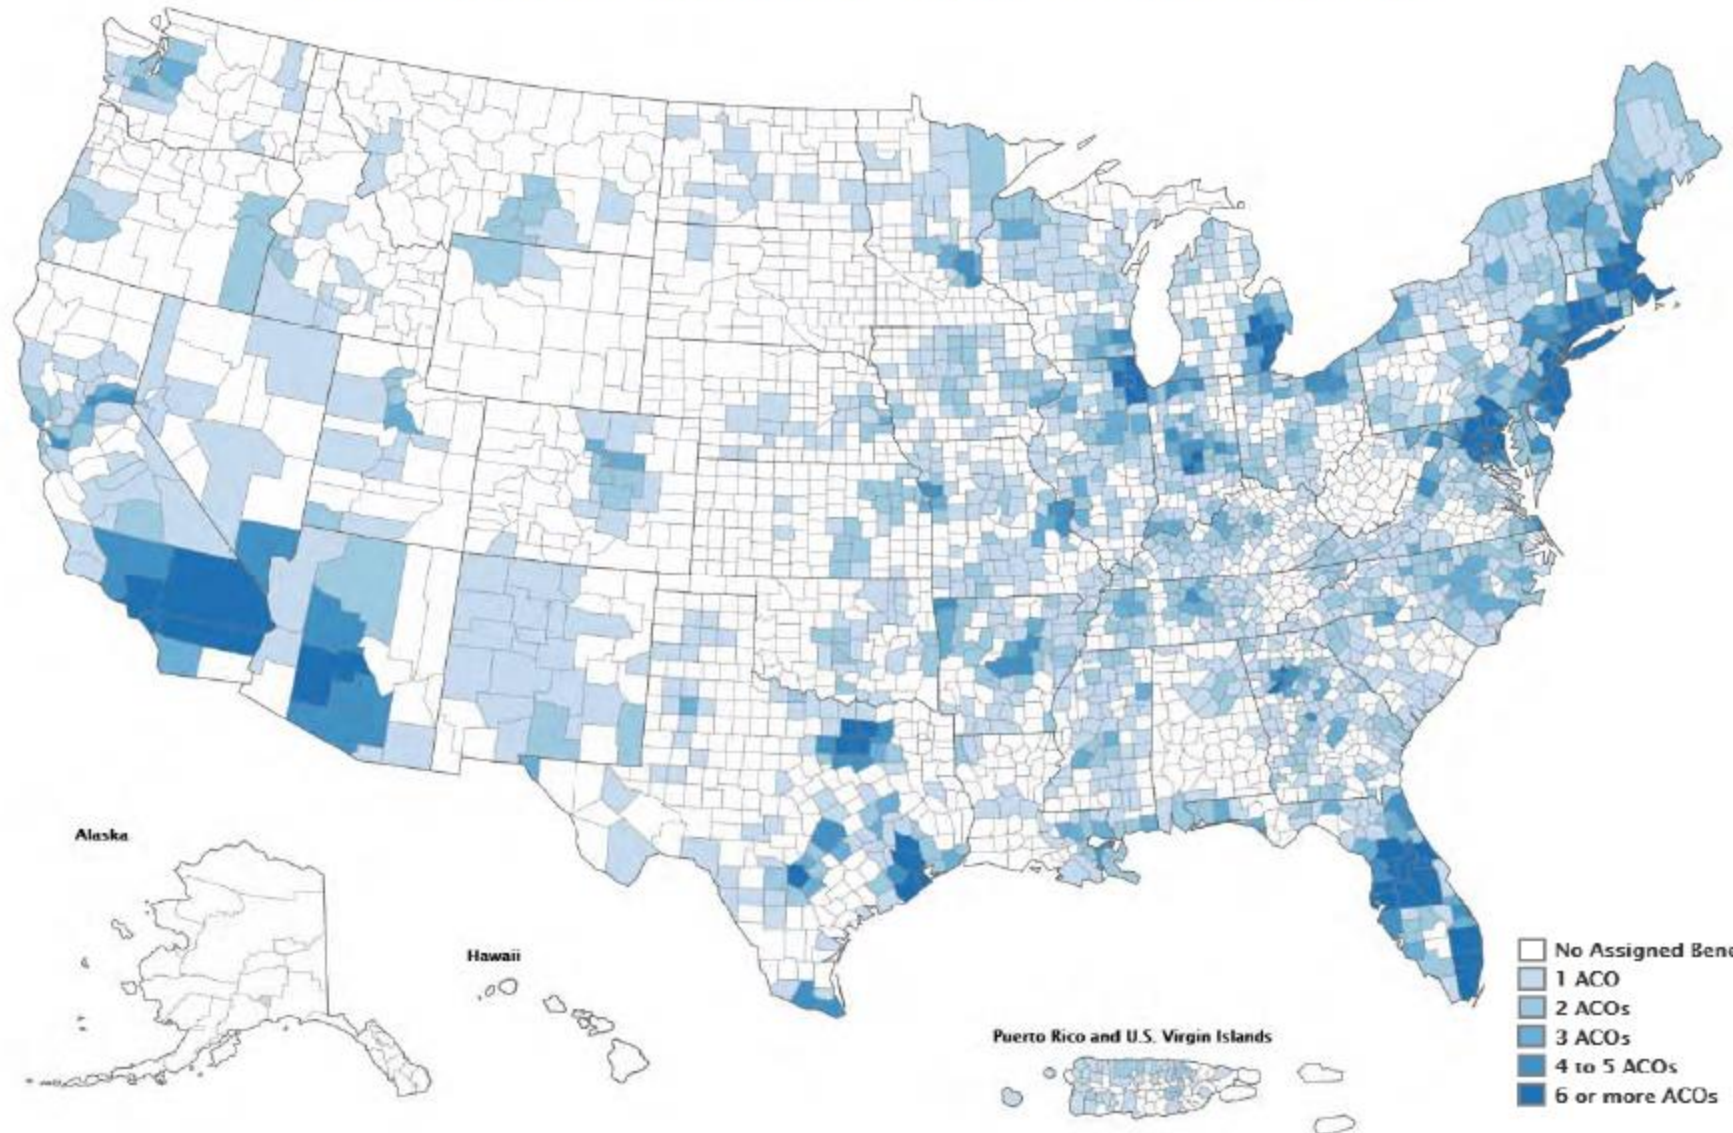 Alaska
Hawaii
Puerto Rico and U.S. Virgin Islands
No Assigned Bene
1 ACO
2 ACOs
3 ACOs
4 to 5 ACOs
6 or more ACOs